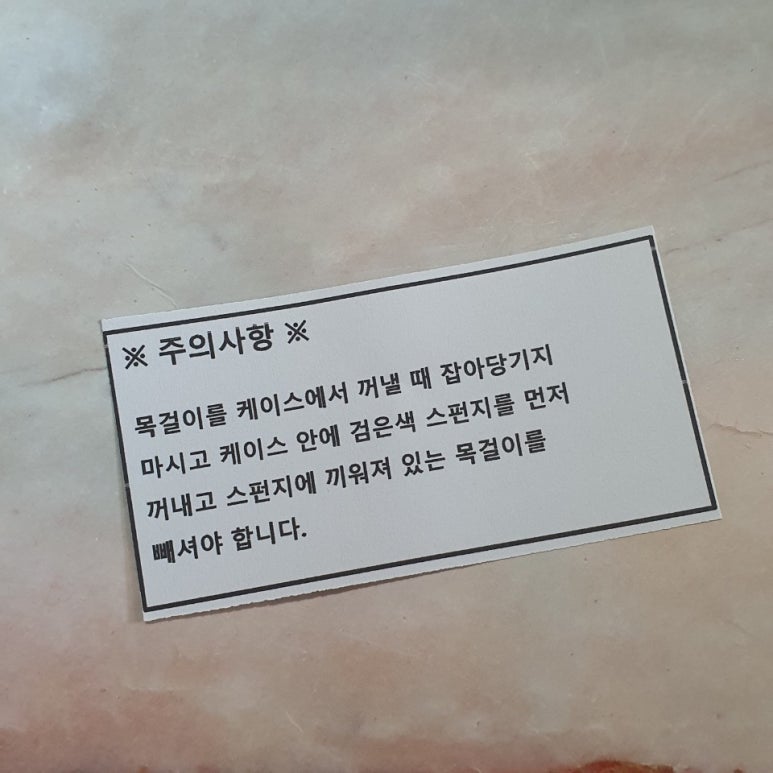 ※ 주의사항 ※
목걸이를 케이스에서 꺼낼 때 잡아당기지
마시고 케이스 안에 검은색 스펀지를 먼저
꺼내고 스펀지에 끼워져 있는 목걸이를
빼셔야 합니다.